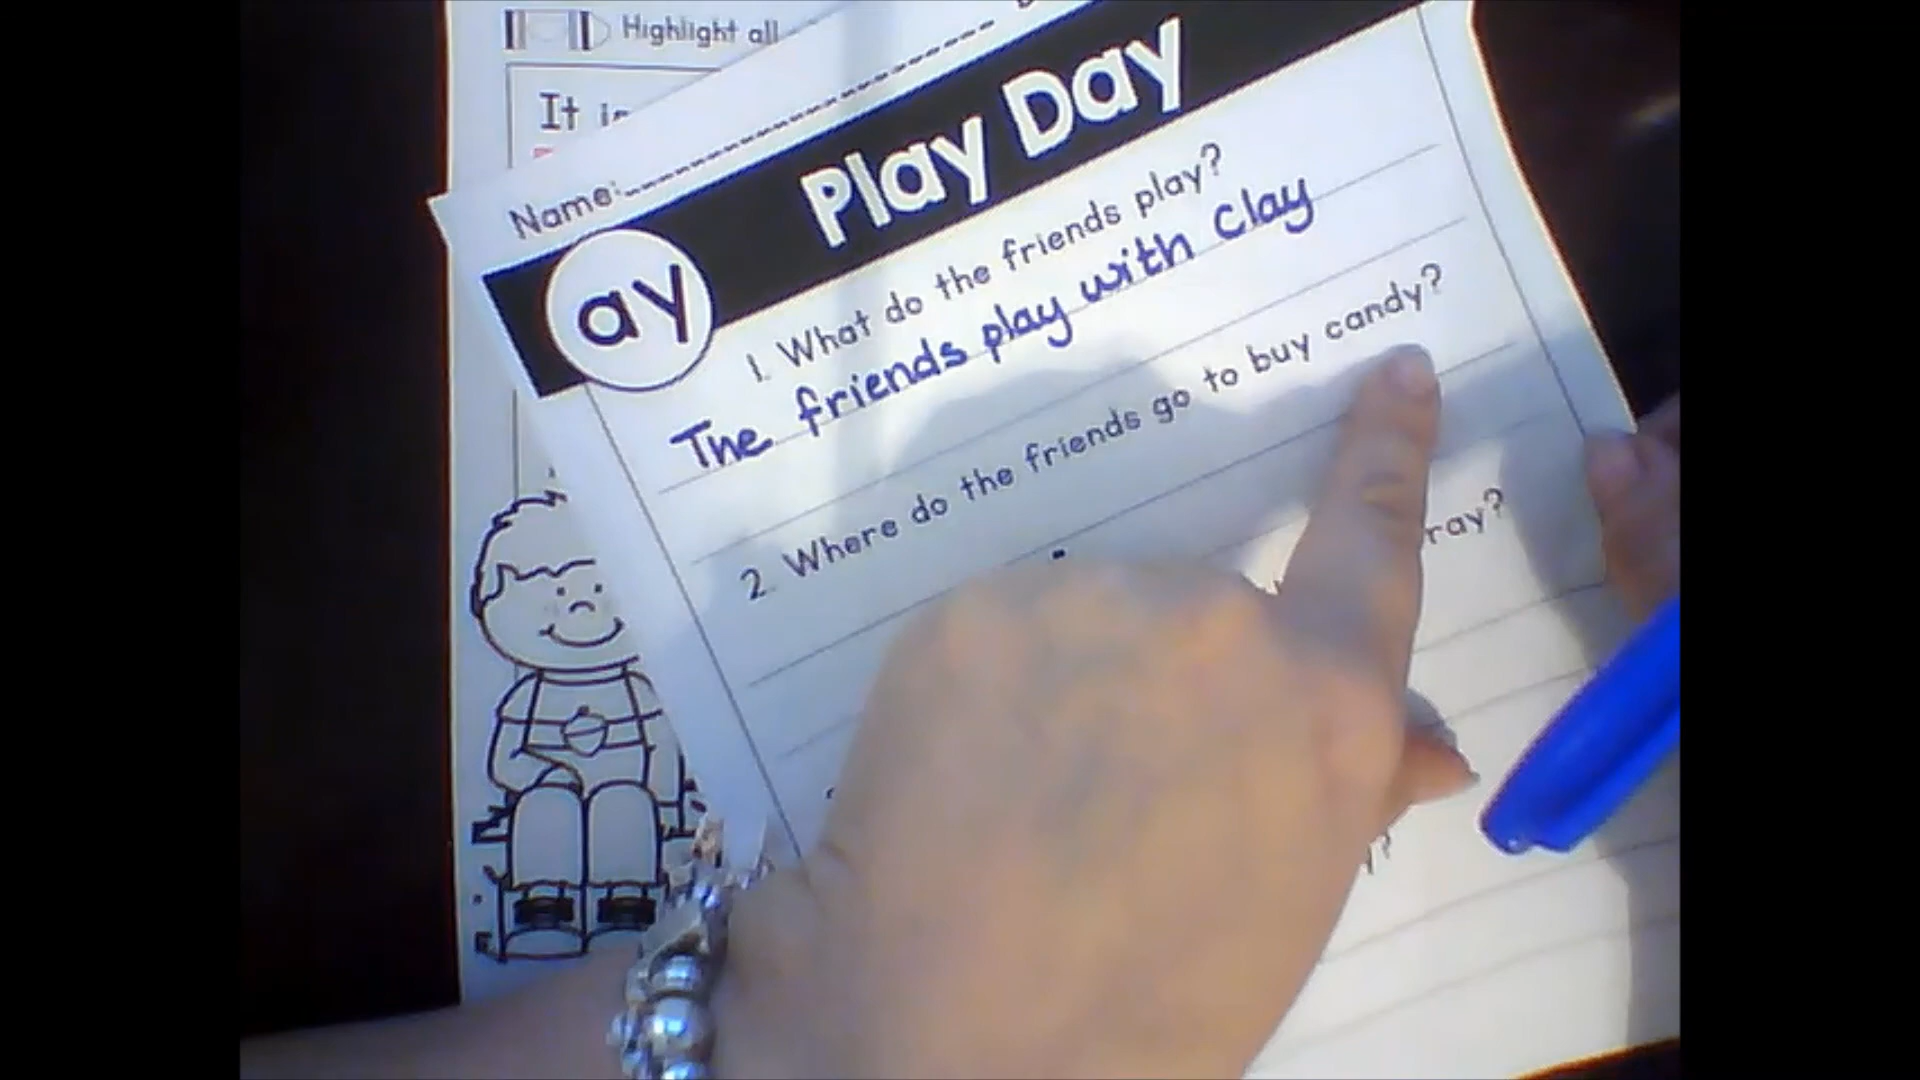 Highlight all
It
Name:
ay
Play Day
1. What do the friends play?
The friends play with clay
2. Where do the friends go to buy candy?
ray?